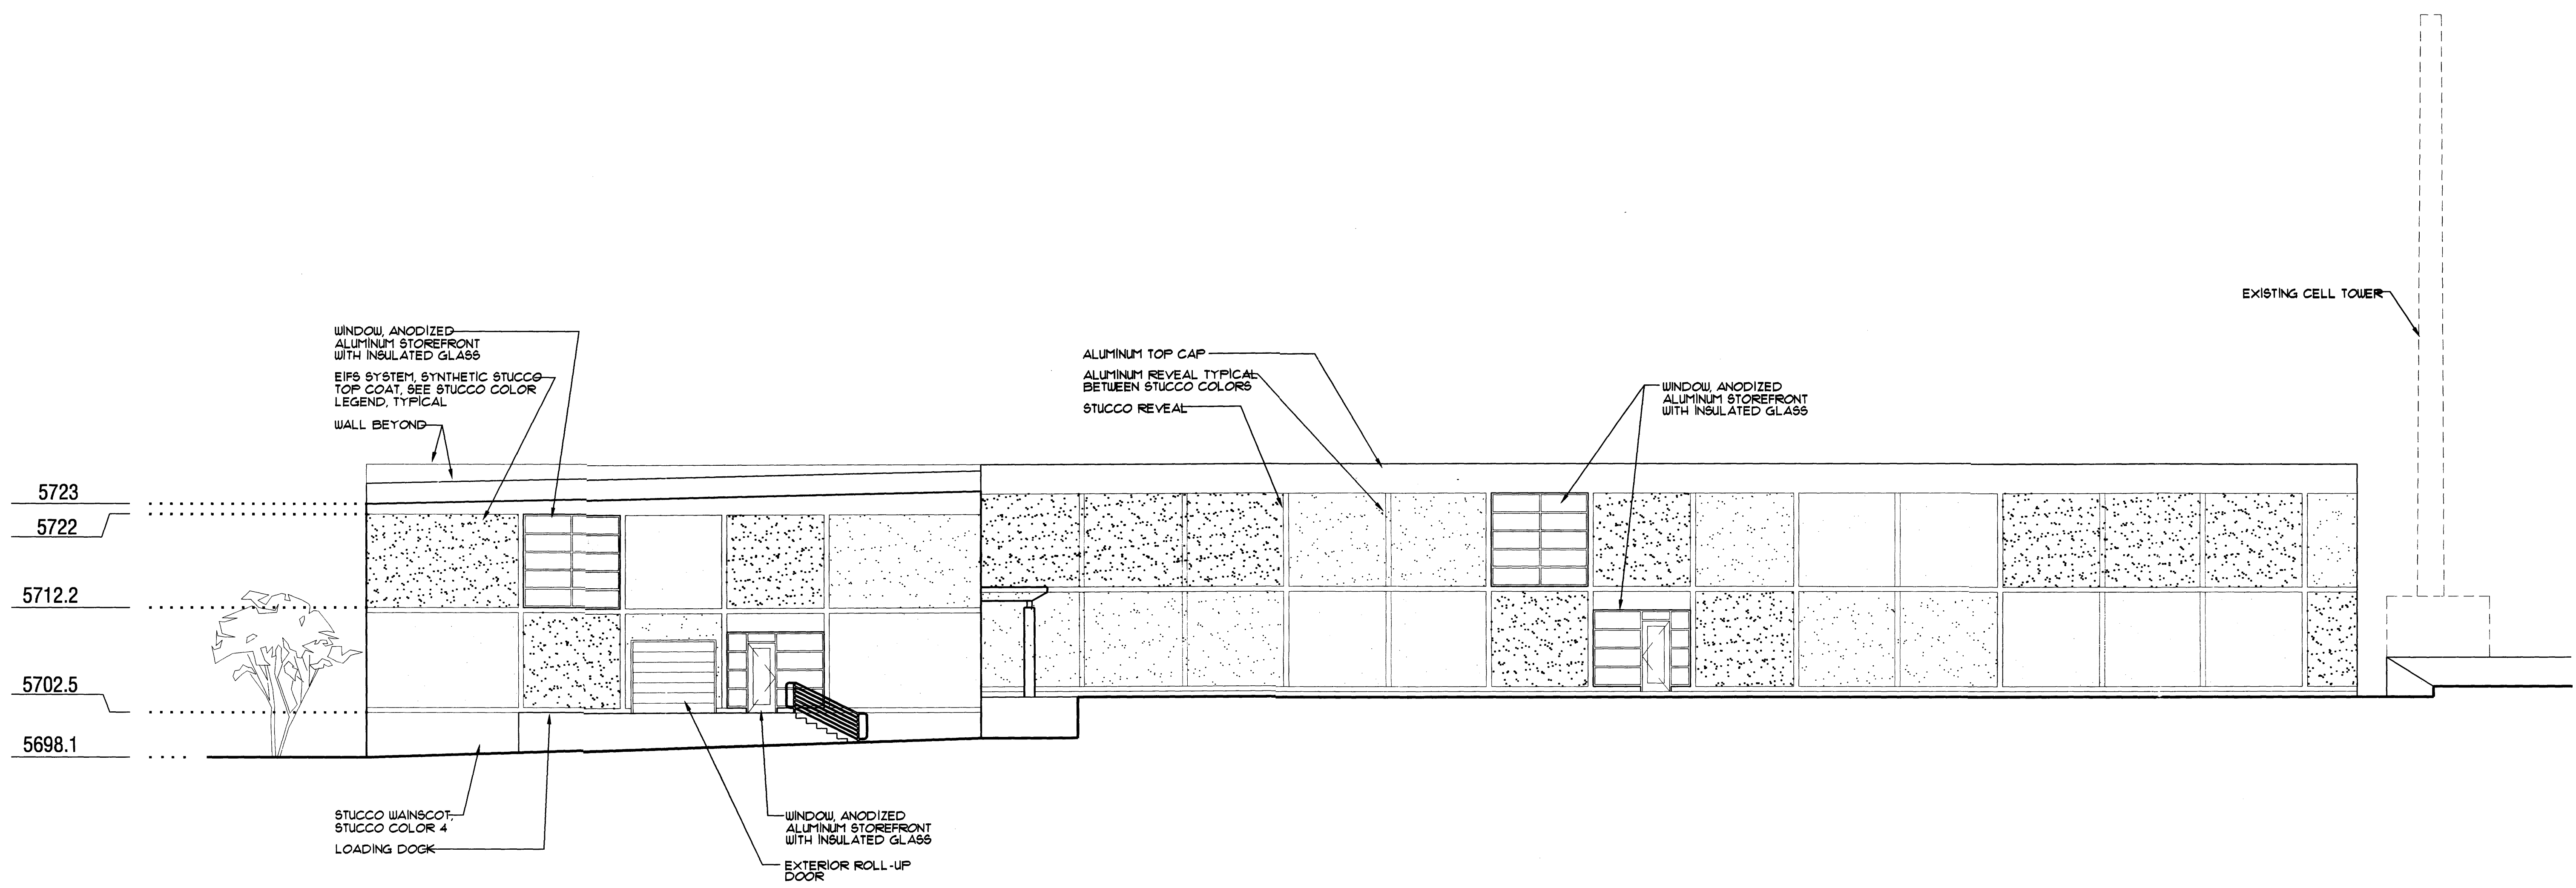 EXISTING CELL TOWER
WINDOW, ANODIZED
ALUMINUM STOREFRONT
WITH INSULATED GLASS
EIFS SYSTEM, SYNTHETIC STUCCO
TOP COAT, SEE STUCCO COLOR
LEGEND, TYPICAL
WALL BEYOND
ALUMINUM TOP CAP
ALUMINUM REVEAL TYPICAL
BETWEEN STUCCO COLORS
STUCCO REVEAL
WINDOW, ANODIZED
ALUMINUM STOREFRONT
WITH INSULATED GLASS
5723
5722
5712.2
5702.5
5698.1
STUCCO WAINSCOT,
STUCCO COLOR 4
LOADING DOCK
WINDOW, ANODIZED
ALUMINUM STOREFRONT
WITH INSULATED GLASS
EXTERIOR ROLL-UP
DOOR